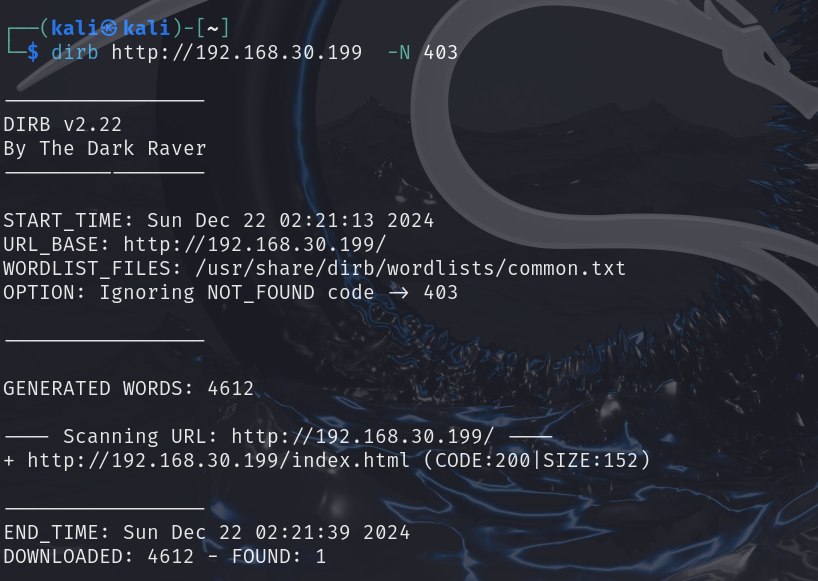 ┌──(kali㉿kali)-[~]
└─$ dirb http://192.168.30.199  -N 403

—————————————————
DIRB v2.22
By The Dark Raver
—————————————————

START_TIME: Sun Dec 22 02:21:13 2024
URL_BASE: http://192.168.30.199/
WORDLIST_FILES: /usr/share/dirb/wordlists/common.txt
OPTION: Ignoring NOT_FOUND code → 403

—————————————————

GENERATED WORDS: 4612

———— Scanning URL: http://192.168.30.199/ ————
+ http://192.168.30.199/index.html (CODE:200|SIZE:152)

—————————————————
END_TIME: Sun Dec 22 02:21:39 2024
DOWNLOADED: 4612 - FOUND: 1